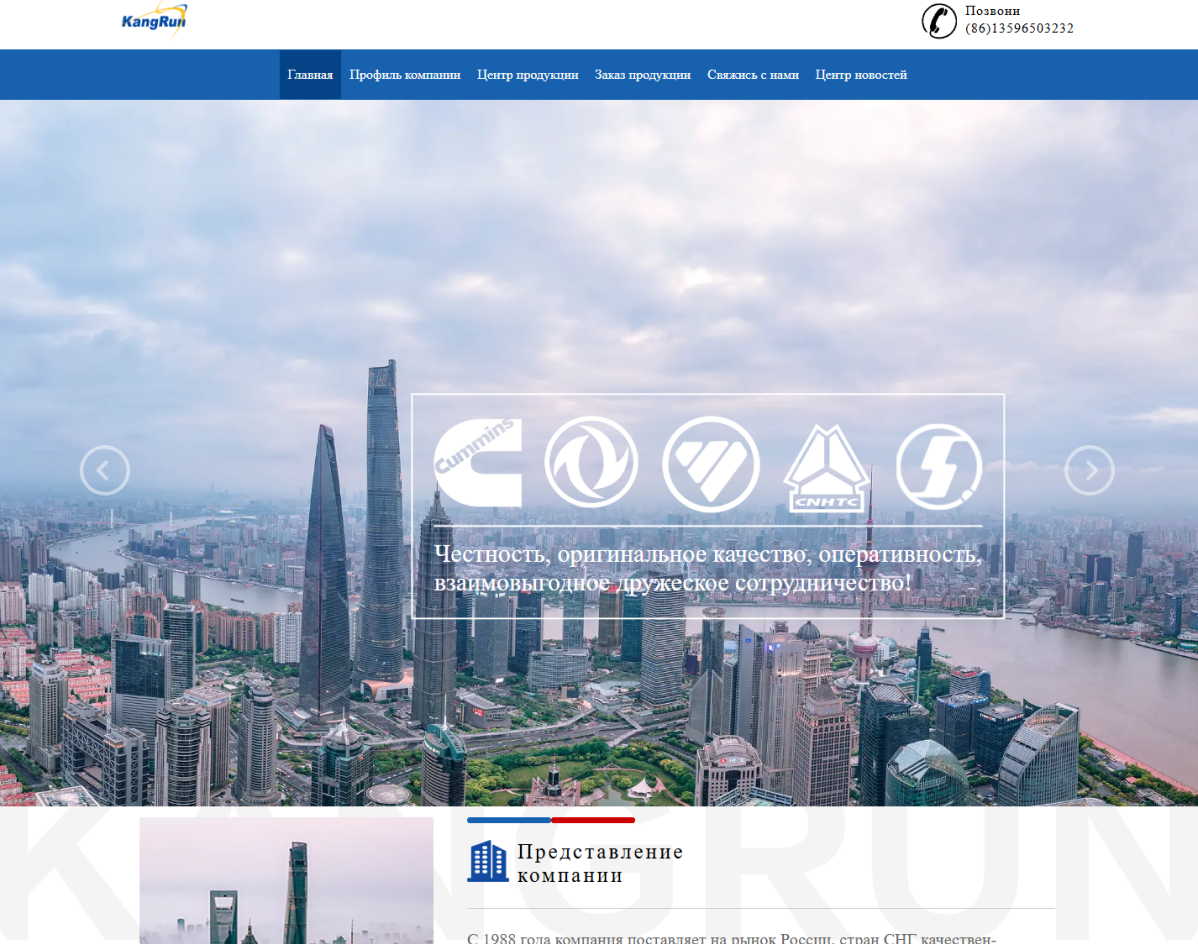 KangRun
Позвони
(86)13596503232
Главная Профиль компании Центр продукции Заказ продукции Свяжись с нами Центр новостей
Cummins
CNHTC
Честность, оригинальное качество, оперативность,
взаимовыгодное дружеское сотрудничество!
KANGRUN
Представление
компании
С 1988 года компания поставляет на рынок России, стран СНГ качествен-